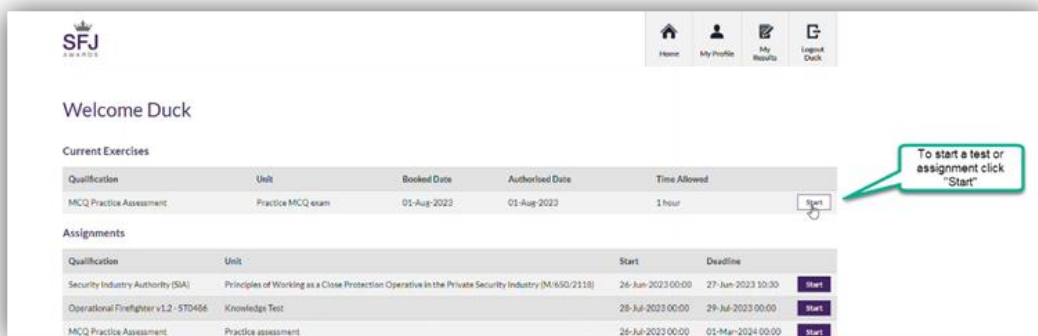 SFJ
AWARDS
Home
My Profile
My Results
Logout Duck
Welcome Duck
Current Exercises
Qualification Unit Booked Date Authorised Date Time Allowed
MCQ Practice Assessment Practice MCQ exam 01-Aug-2023 01-Aug-2023 1 hour Start
To start a test or
assignment click
"Start"
Assignments
Qualification Unit Start Deadline
Security Industry Authority (SIA) Principles of Working as a Close Protection Operative in the Private Security Industry (M/650/2118) 26-Jun-2023 00:00 27-Jun-2023 10:30 Start
Operational Firefighter v1.2 - ST0486 Knowledge Test 28-Jul-2023 00:00 29-Jul-2023 00:00 Start
MCQ Practice Assessment Practice assessment 26-Jul-2023 00:00 01-Mar-2024 00:00 Start